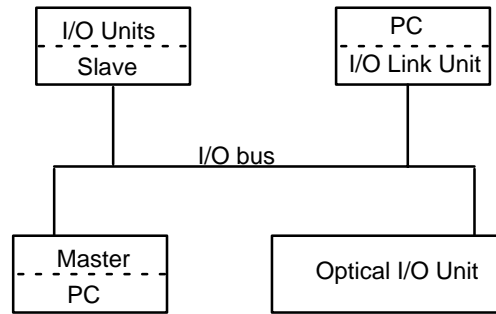 I/O Units
Slave
PC
I/O Link Unit
I/O bus
Master
PC
Optical I/O Unit